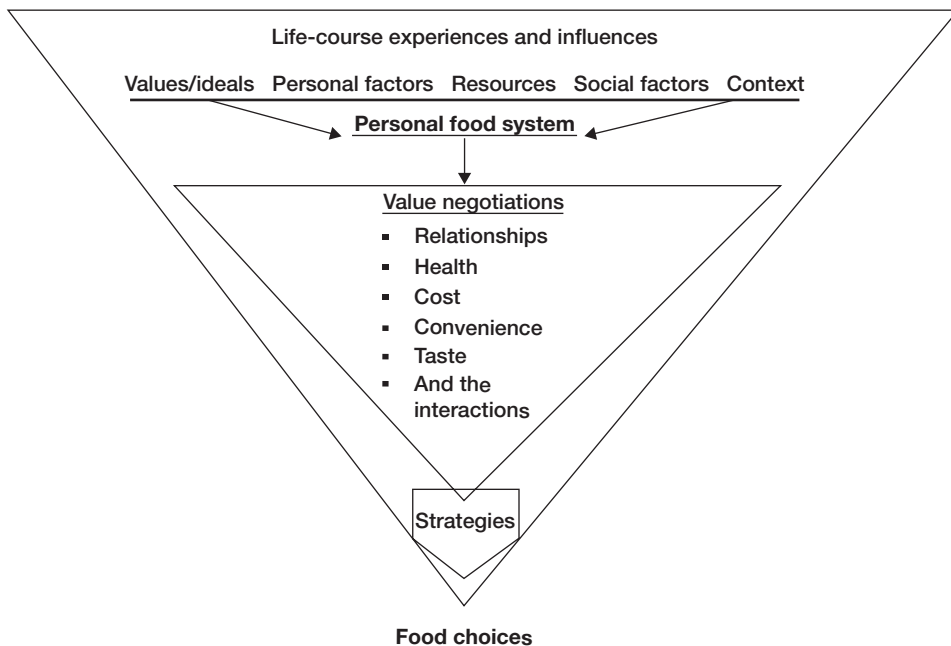 Life-course experiences and influences
Values/ideals Personal factors Resources Social factors Context
Personal food system
Value negotiations
▪ Relationships
▪ Health
▪ Cost
▪ Convenience
▪ Taste
▪ And the
interactions
Strategies
Food choices